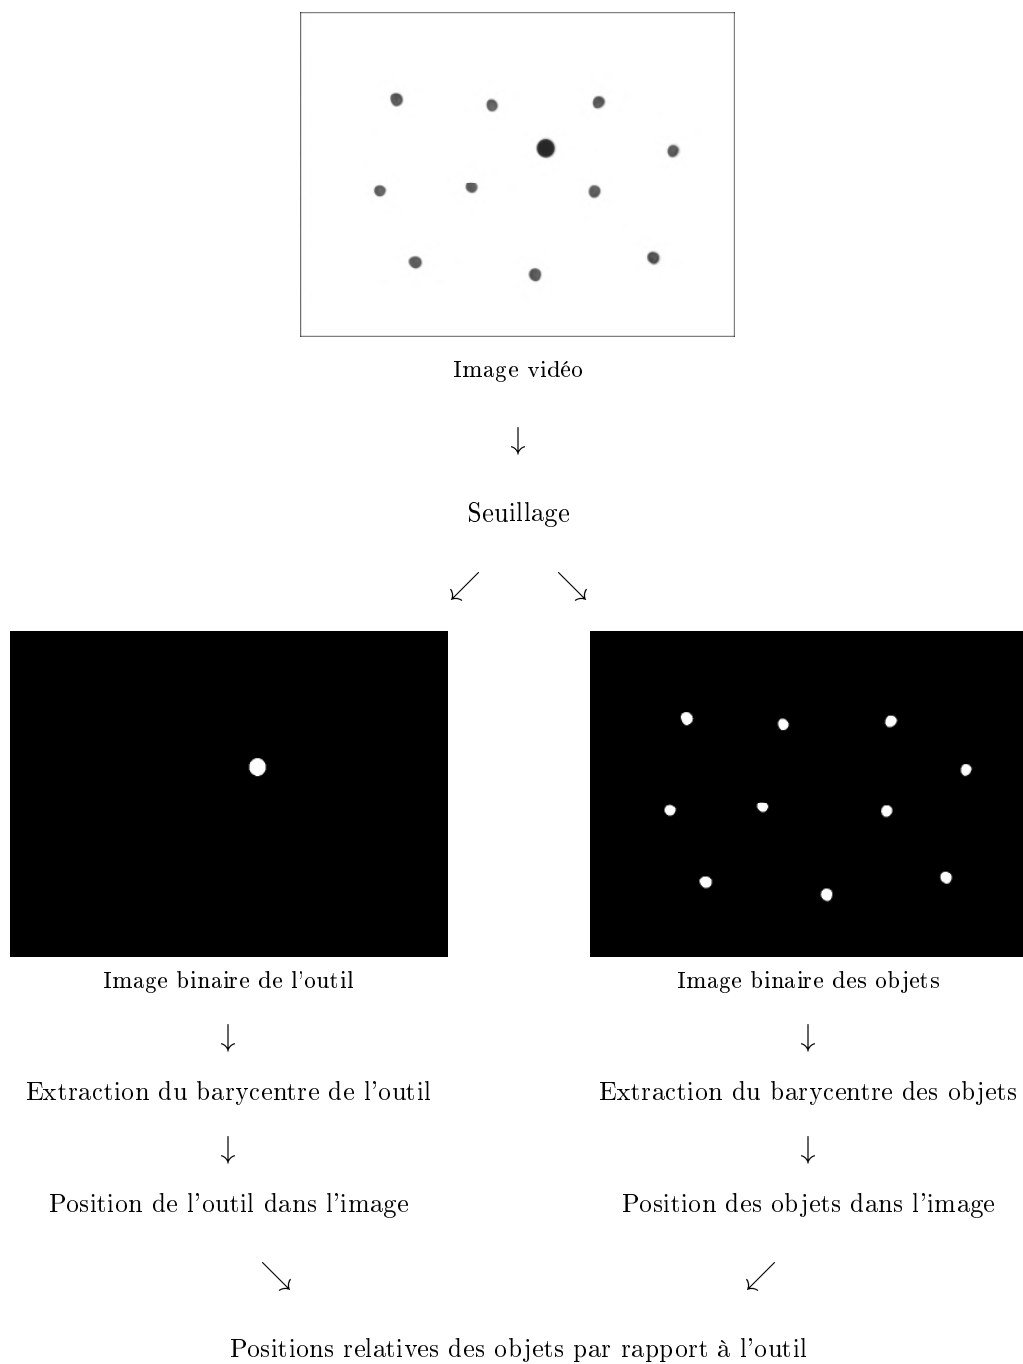 Image vidéo
Seuillage
Image binaire de l'outil
Image binaire des objets
Extraction du barycentre de l'outil
Extraction du barycentre des objets
Position de l'outil dans l'image
Position des objets dans l'image
Positions relatives des objets par rapport à l'outil